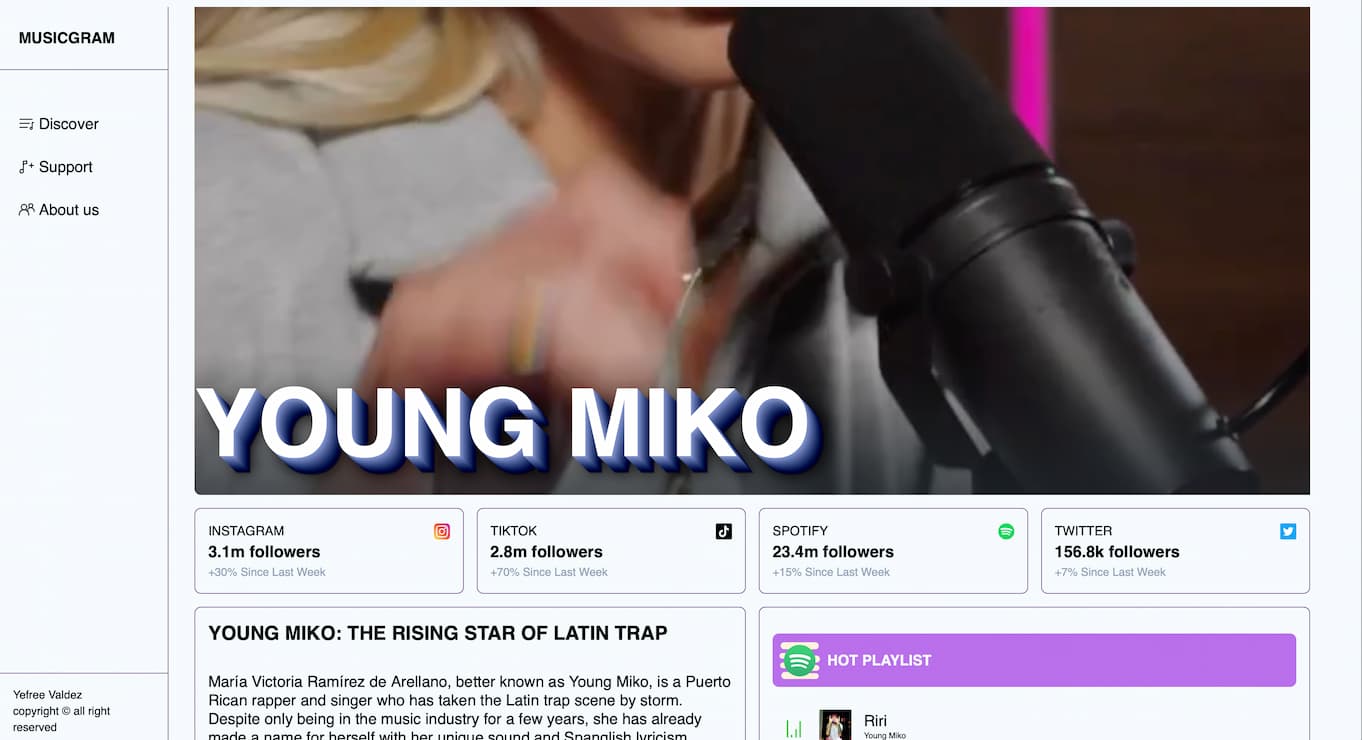 MUSICGRAM
Discover
Support
About us
Yefree Valdez
copyright © all right
reserved
YOUNG MIKO
INSTAGRAM
3.1m followers
+30% Since Last Week
TIKTOK
2.8m followers
+70% Since Last Week
SPOTIFY
23.4m followers
+15% Since Last Week
TWITTER
156.8k followers
+7% Since Last Week
YOUNG MIKO: THE RISING STAR OF LATIN TRAP
María Victoria Ramírez de Arellano, better known as Young Miko, is a Puerto
Rican rapper and singer who has taken the Latin trap scene by storm.
Despite only being in the music industry for a few years, she has already
made a name for herself with her unique sound and Spanglish lyricism.
HOT PLAYLIST
Riri
Young Miko